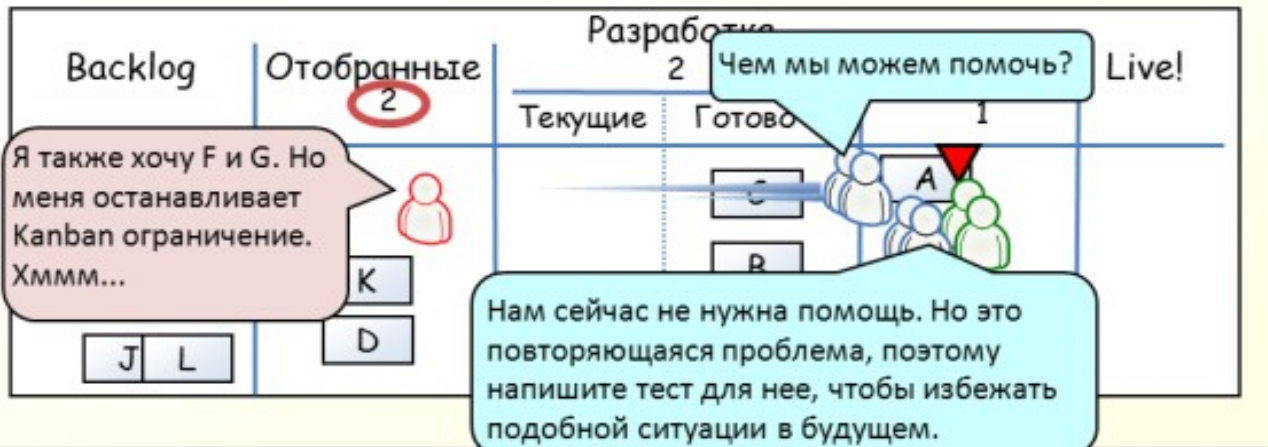 Разработка
Backlog
Отобранные
2
2
Чем мы можем помочь?
Live!
Текущие
Готово
1
Я также хочу F и G. Но
меня останавливает
Kanban ограничение.
Хммм...
A
C
B
K
D
J
L
Нам сейчас не нужна помощь. Но это
повторяющаяся проблема, поэтому
напишите тест для нее, чтобы избежать
подобной ситуации в будущем.